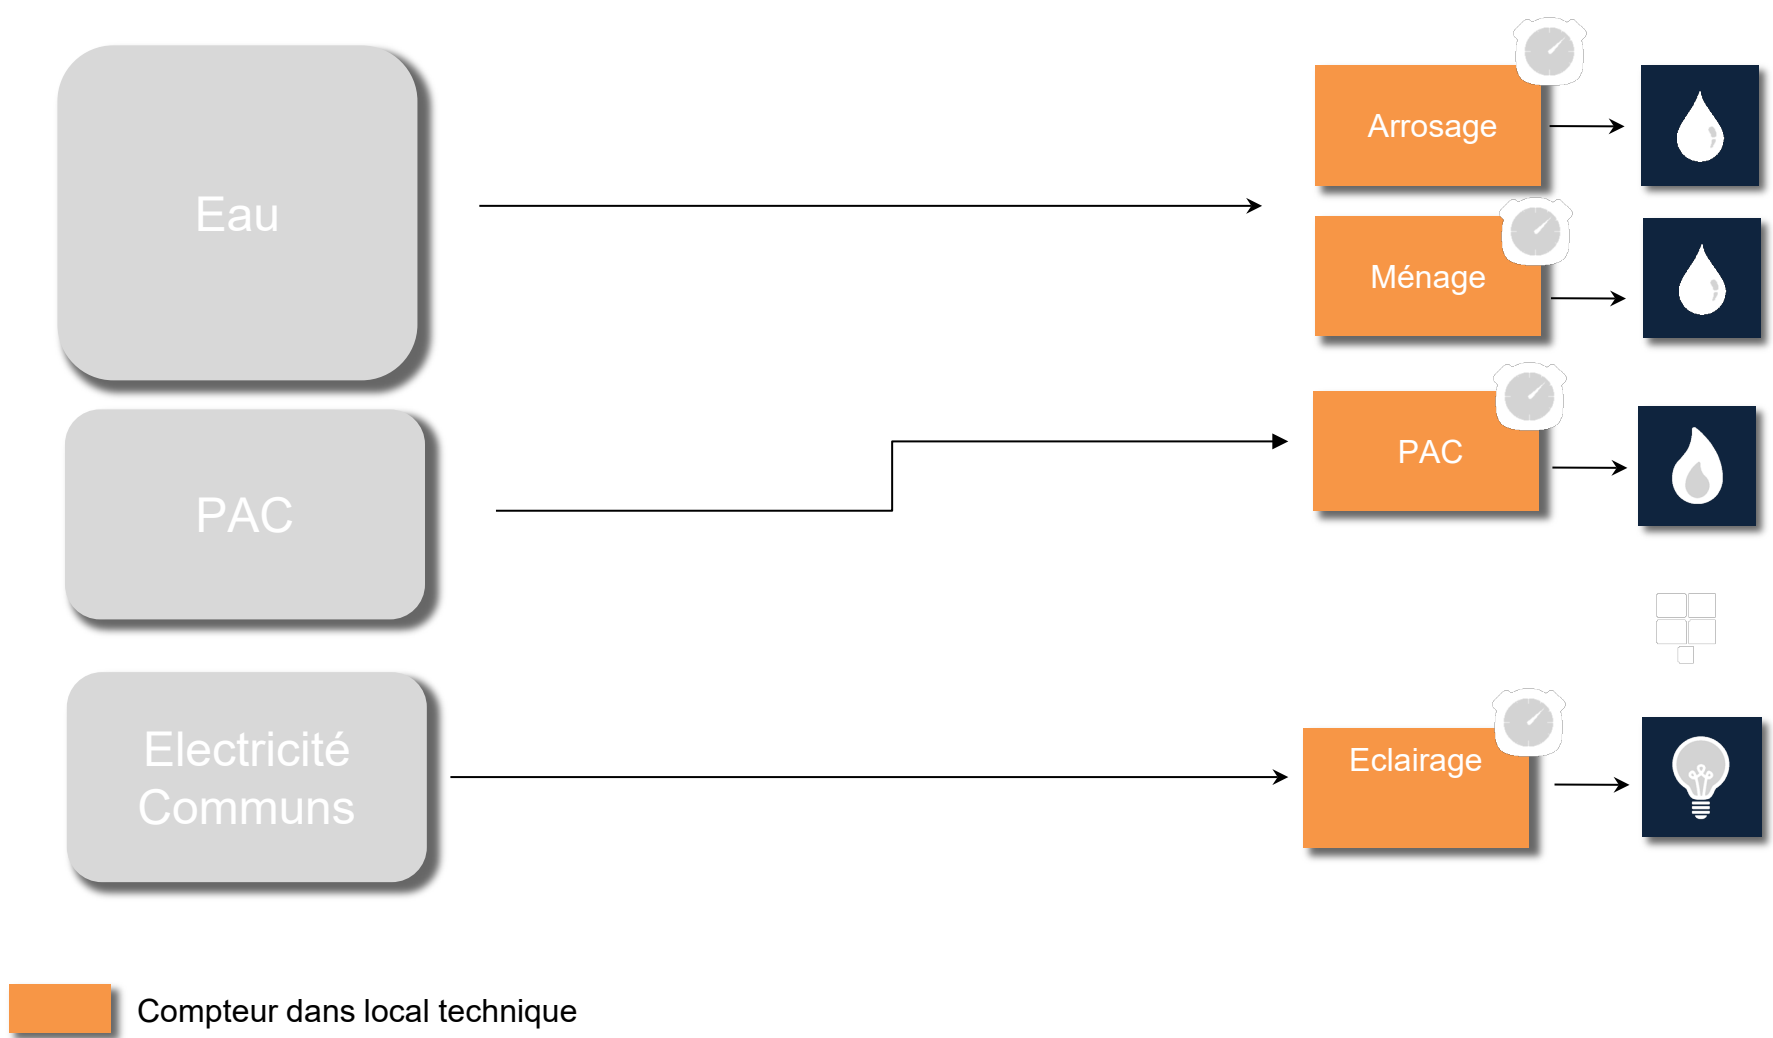 Eau
Arrosage
Ménage
PAC
PAC
Electricité
Communs
Eclairage
Compteur dans local technique